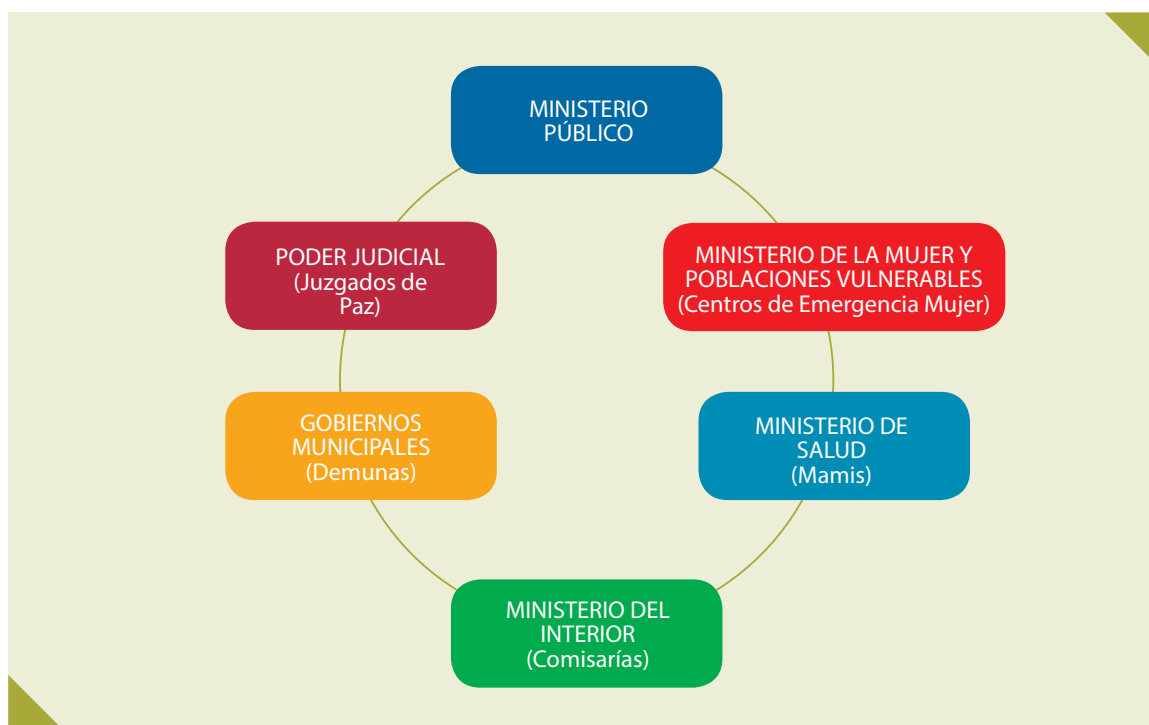 MINISTERIO
PÚBLICO
PODER JUDICIAL
(Juzgados de
Paz)
MINISTERIO DE LA MUJER Y
POBLACIONES VULNERABLES
(Centros de Emergencia Mujer)
GOBIERNOS
MUNICIPALES
(Demunas)
MINISTERIO DE
SALUD
(Mamis)
MINISTERIO DEL
INTERIOR
(Comisarías)